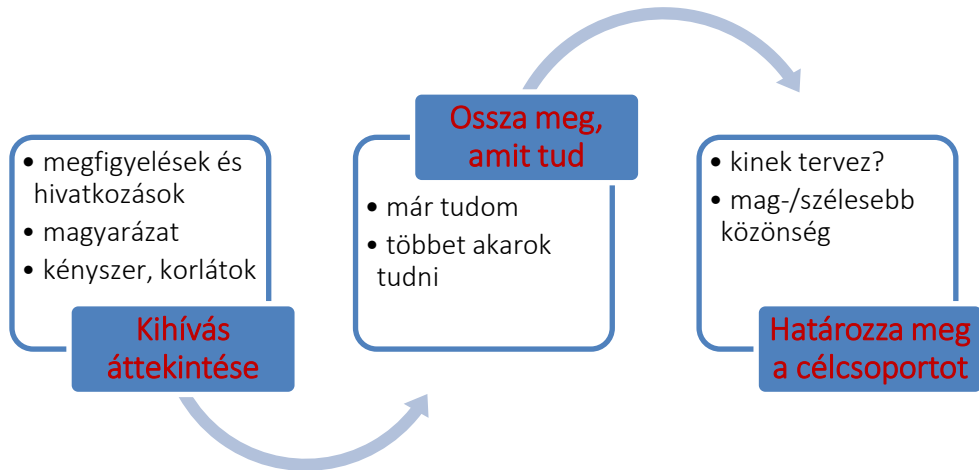 • megfigyelések és
hivatkozások
• magyarázat
• kényszer, korlátok
Kihívás
áttekintése
Ossza meg,
amit tud
• már tudom
• többet akarok
tudni
• kinek tervez?
• mag-/szélesebb
közönség
Határozza meg
a célcsoportot